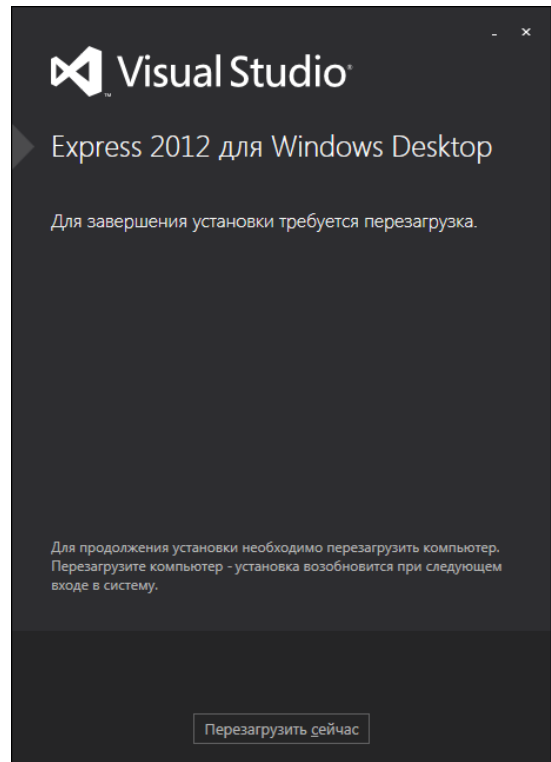 Visual Studio®
™
Express 2012 для Windows Desktop
Для завершения установки требуется перезагрузка.
Для продолжения установки необходимо перезагрузить компьютер.
Перезагрузите компьютер - установка возобновится при следующем
входе в систему.
Перезагрузить сейчас